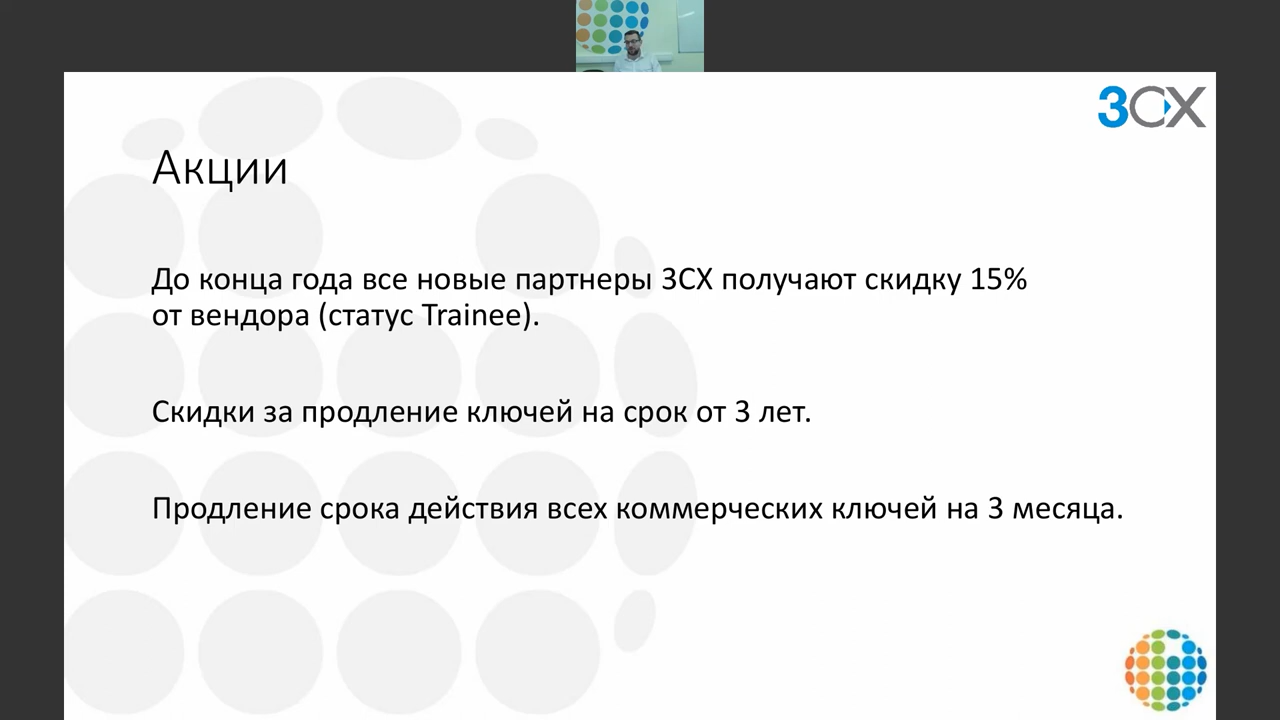 3CX
Акции
До конца года все новые партнеры 3CX получают скидку 15%
от вендора (статус Trainee).
Скидки за продление ключей на срок от 3 лет.
Продление срока действия всех коммерческих ключей на 3 месяца.